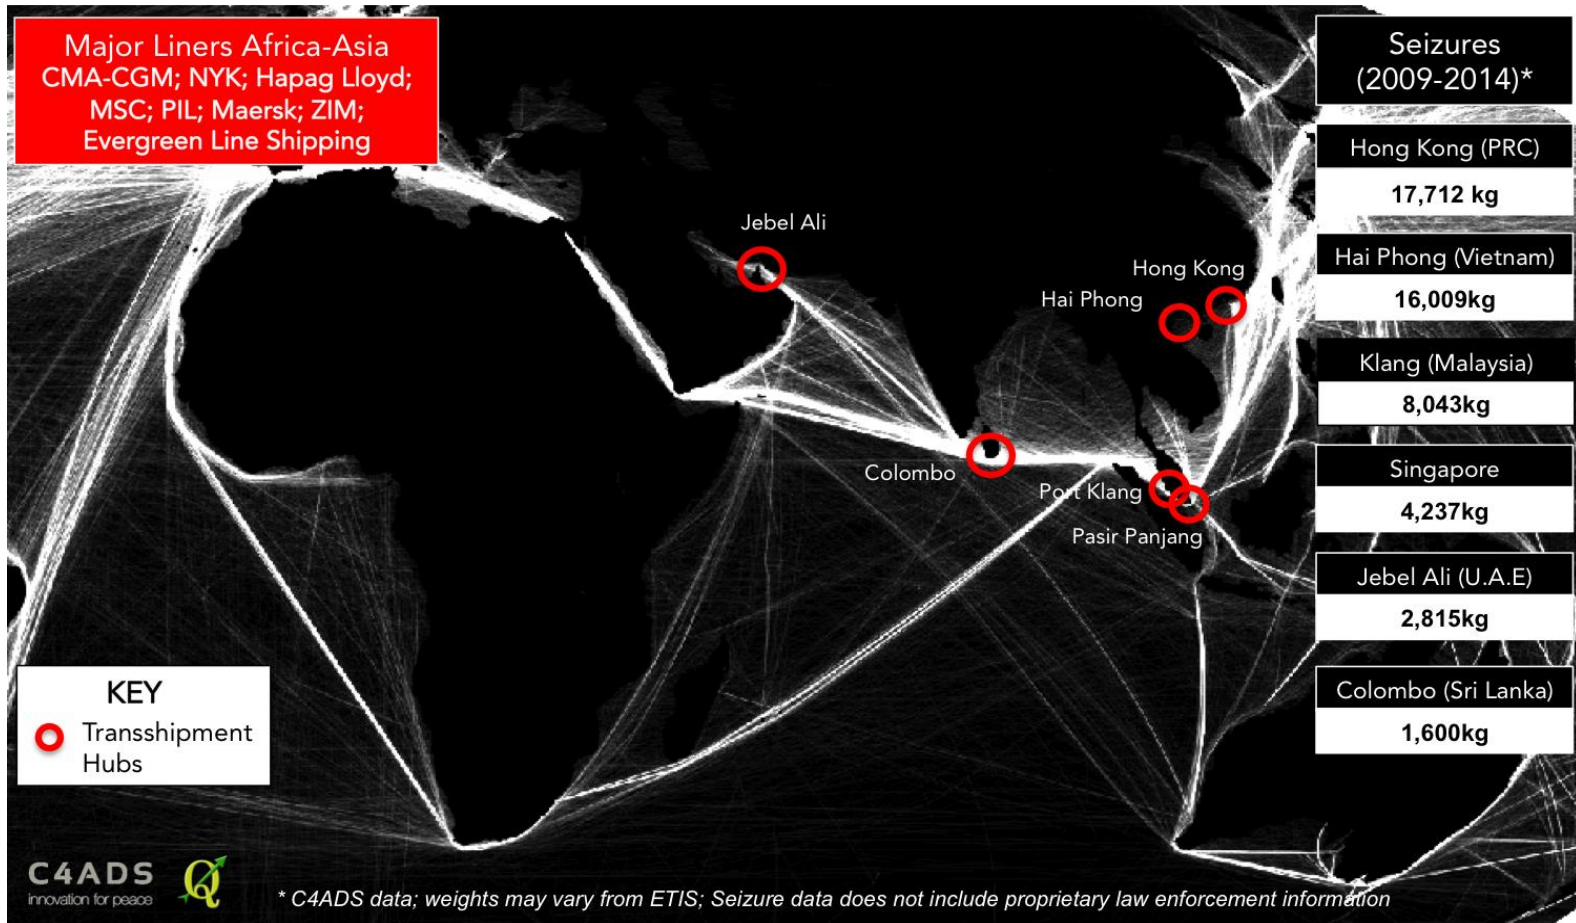 Major Liners Africa-Asia
CMA-CGM; NYK; Hapag Lloyd;
MSC; PIL; Maersk; ZIM;
Evergreen Line Shipping
Seizures
(2009-2014)*
Hong Kong (PRC)
17,712 kg
Hai Phong (Vietnam)
16,009kg
Klang (Malaysia)
8,043kg
Singapore
4,237kg
Jebel Ali (U.A.E)
2,815kg
Colombo (Sri Lanka)
1,600kg
Jebel Ali
Hong Kong
Hai Phong
Colombo
Port Klang
Pasir Panjang
KEY
Transshipment
Hubs
C4ADS
innovation for peace
* C4ADS data; weights may vary from ETIS; Seizure data does not include proprietary law enforcement information